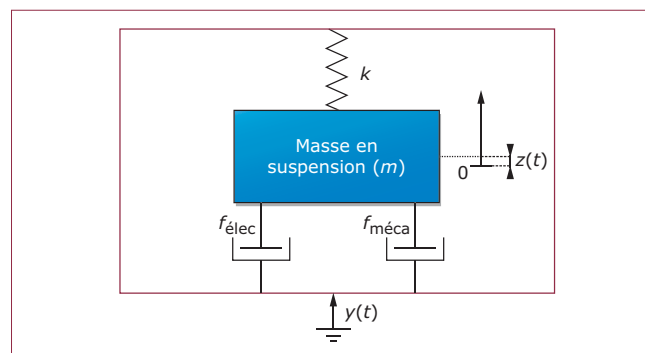 k
Masse en
suspension (m)
0
z(t)
f élec
f méca
y(t)